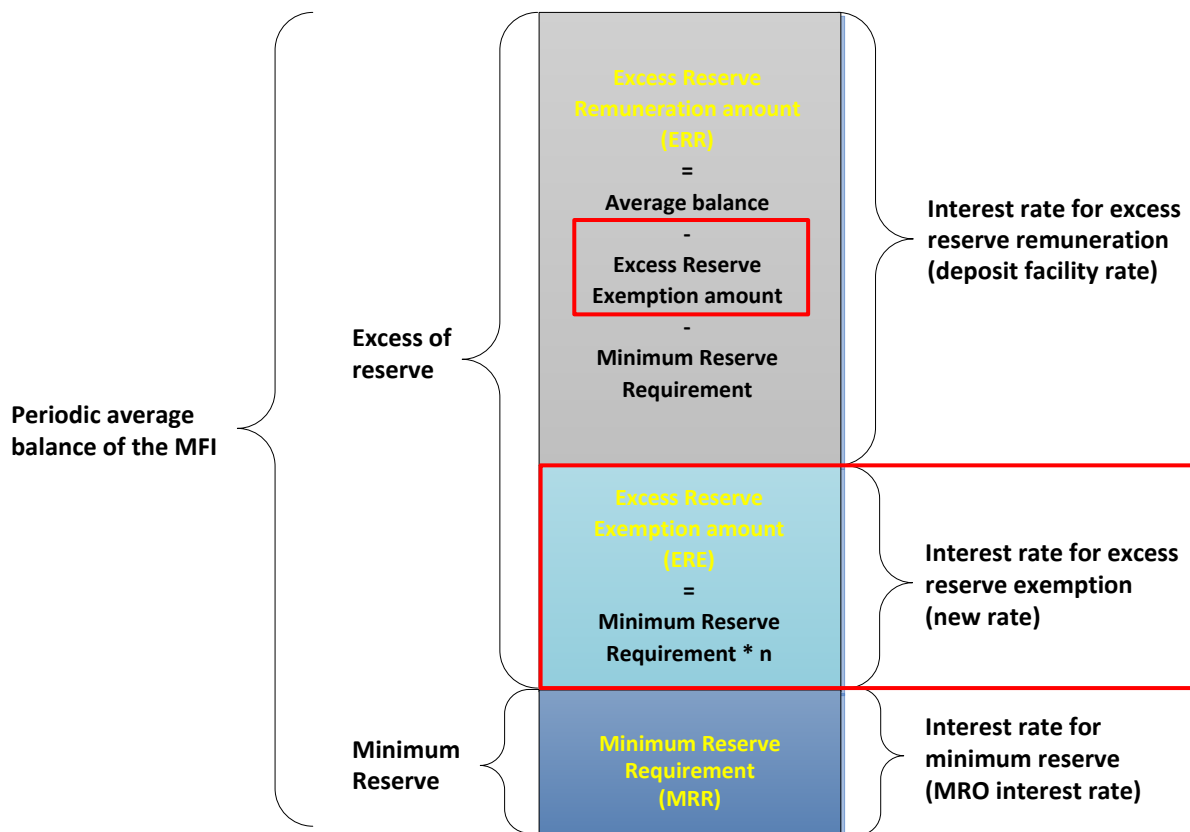 Periodic average
balance of the MFI
Excess of
reserve
Minimum
Reserve
Excess Reserve
Remuneration amount
(ERR)
=
Average balance
-
Excess Reserve
Exemption amount
-
Minimum Reserve
Requirement
Excess Reserve
Exemption amount
(ERE)
=
Minimum Reserve
Requirement * n
Minimum Reserve
Requirement
(MRR)
Interest rate for excess
reserve remuneration
(deposit facility rate)
Interest rate for excess
reserve exemption
(new rate)
Interest rate for
minimum reserve
(MRO interest rate)